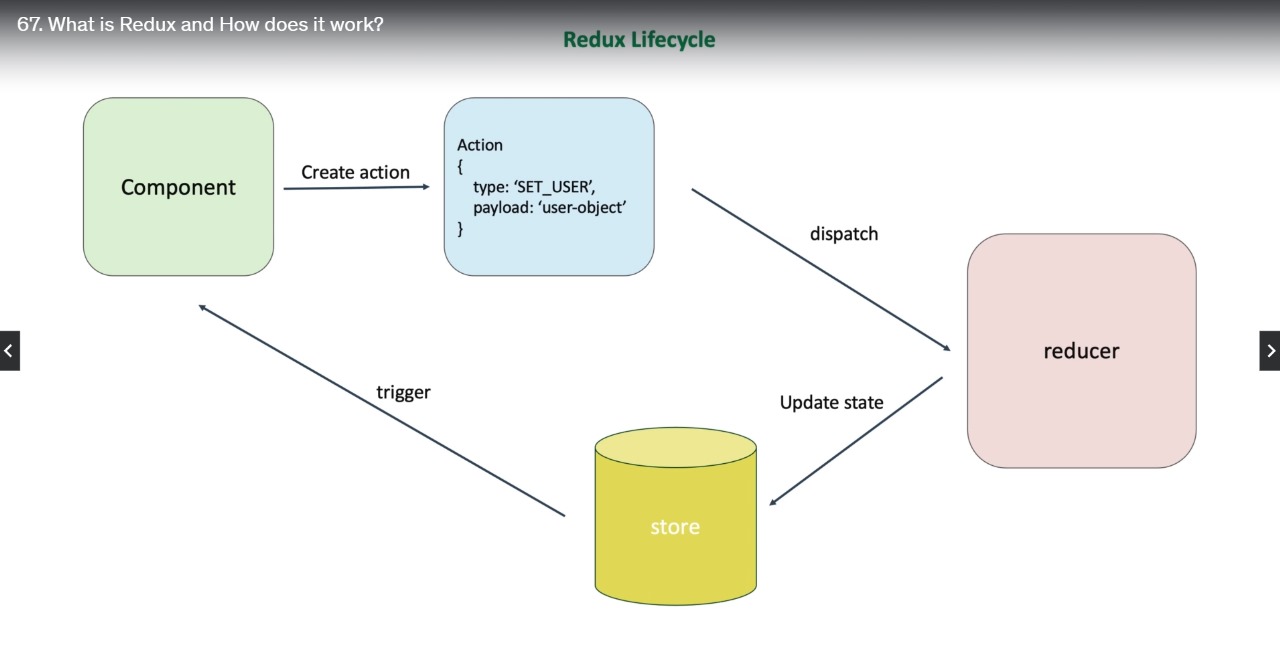 67. What is Redux and How does it work?
Redux Lifecycle
Component
Create action
Action
{
type: ‘SET_USER’,
payload: ‘user-object’
}
dispatch
reducer
Update state
trigger
store